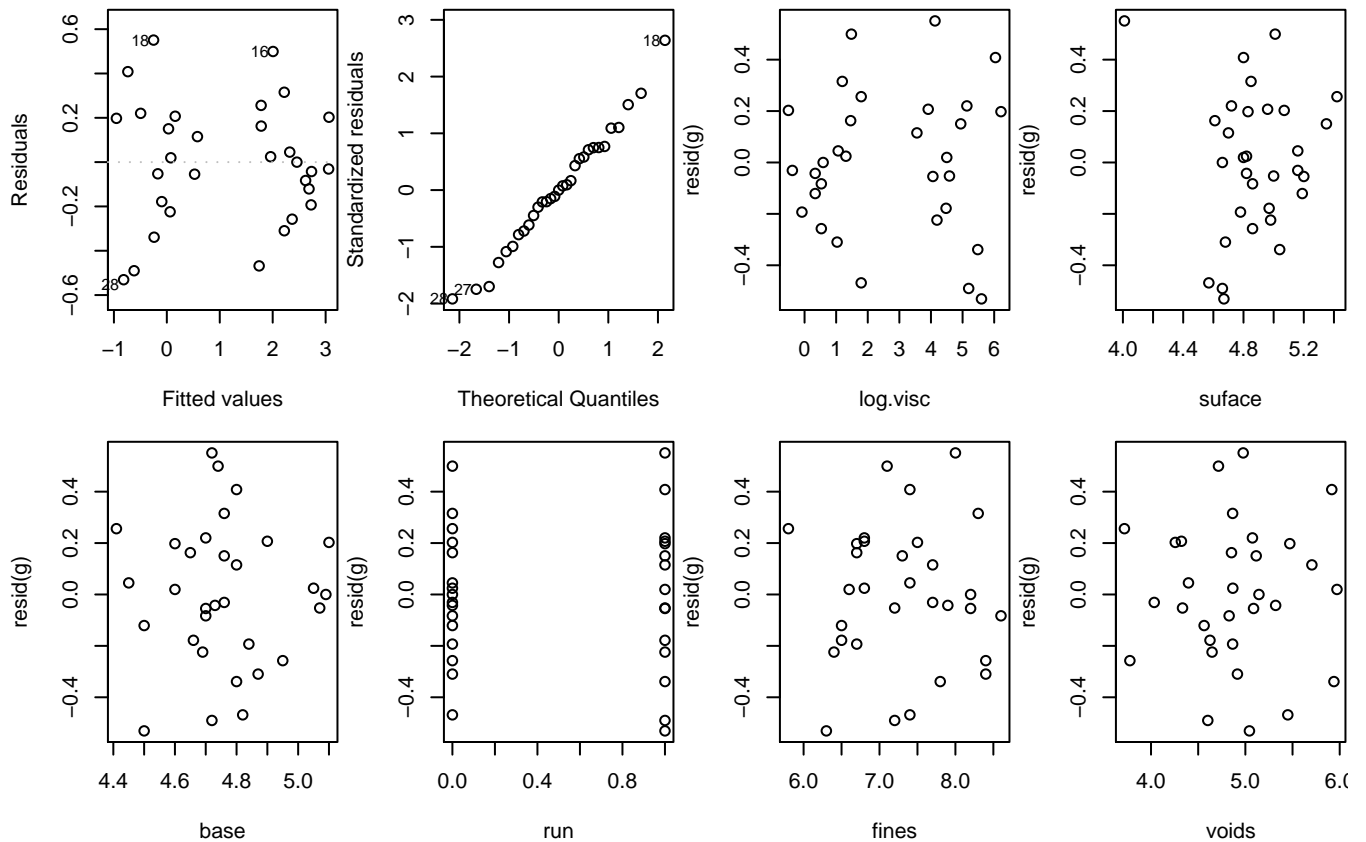 Residuals
0.6
0.2
−0.2
−0.6
18
16
28
−1 0 1 2 3
Fitted values
Standardized residuals
3
2
1
0
−1
−2
18
28
27
−2 −1 0 1 2
Theoretical Quantiles
resid(g)
0.4
0.2
0.0
−0.4
0 1 2 3 4 5 6
log.visc
resid(g)
0.4
0.2
0.0
−0.4
4.0 4.4 4.8 5.2
suface
resid(g)
0.4
0.2
0.0
−0.4
4.4 4.6 4.8 5.0
base
resid(g)
0.4
0.2
0.0
−0.4
0.0 0.4 0.8
run
resid(g)
0.4
0.2
0.0
−0.4
6.0 7.0 8.0
fines
resid(g)
0.4
0.2
0.0
−0.4
4.0 5.0 6.0
voids